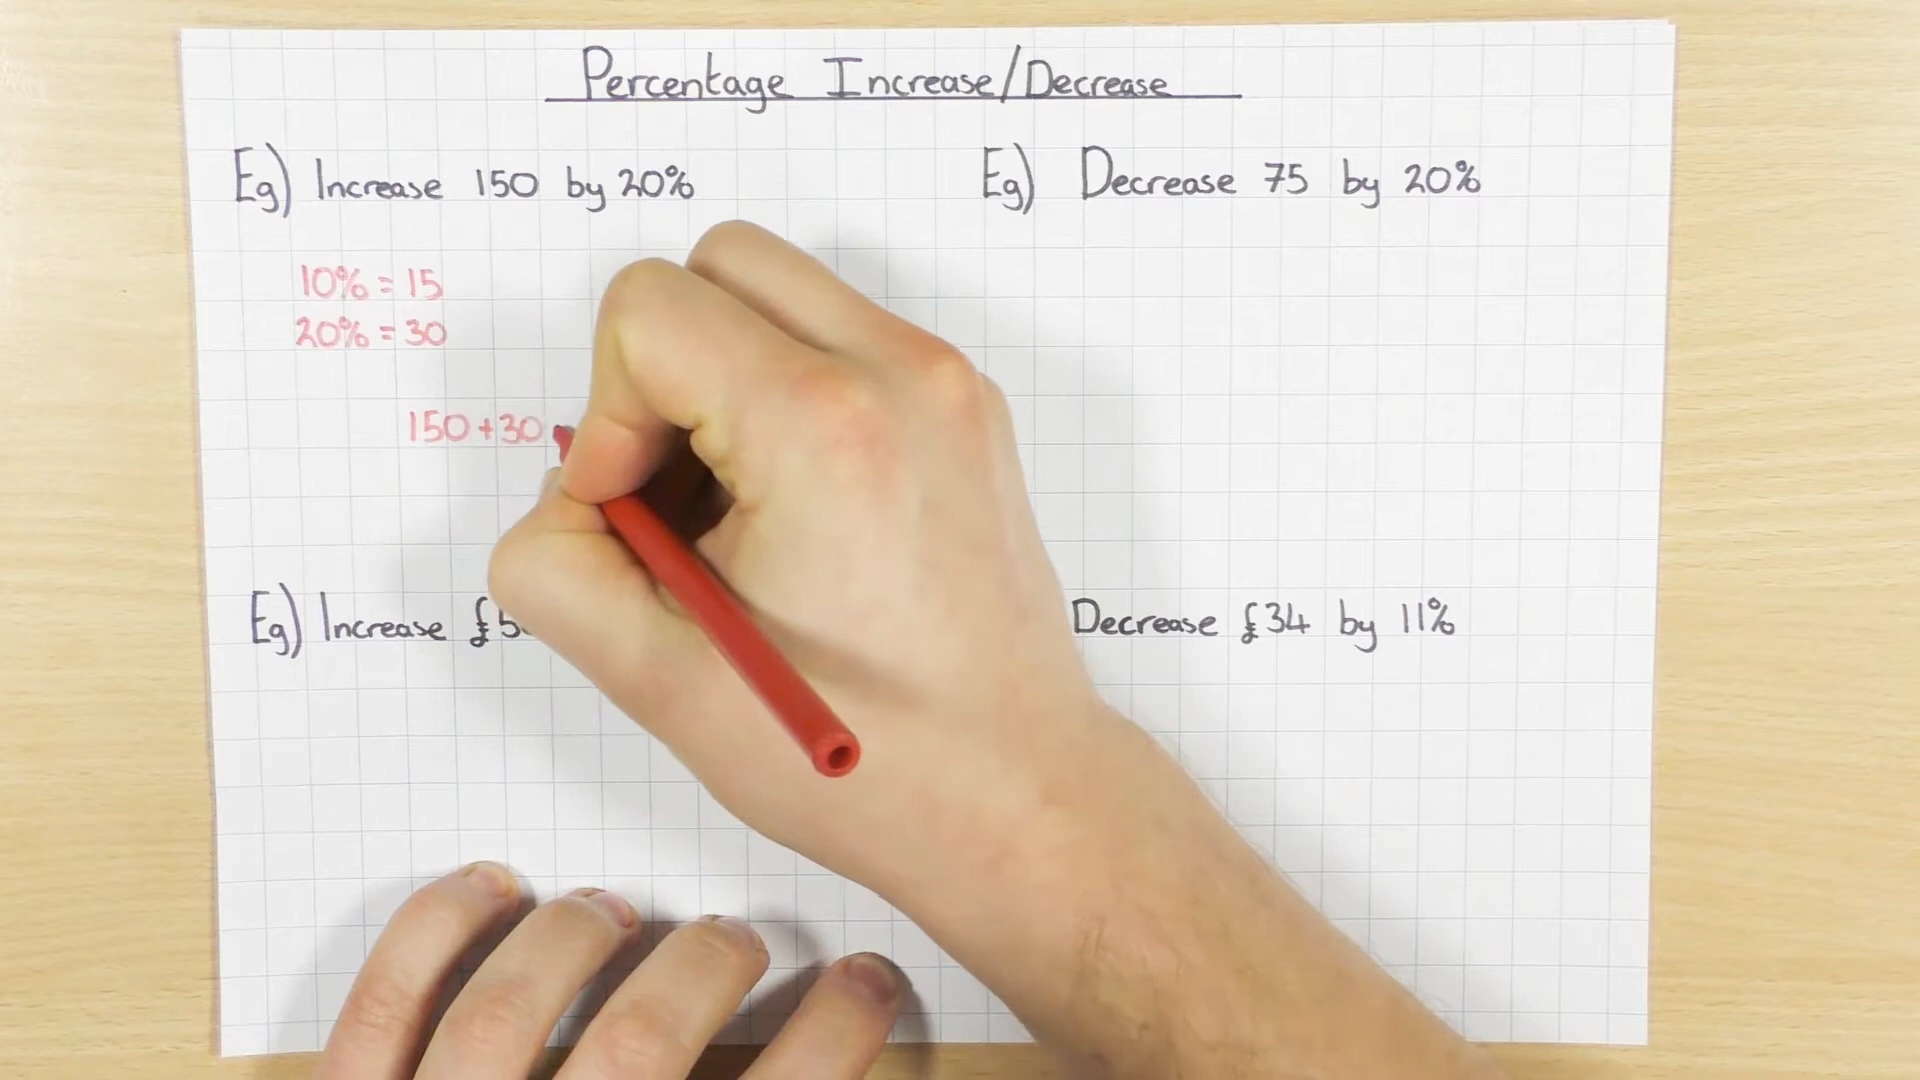 Percentage Increase/Decrease
Eg) Increase 150 by 20%
10% = 15
20% = 30
150+30
Eg) Decrease 75 by 20%
Eg) Increase
Decrease £34 by 11%